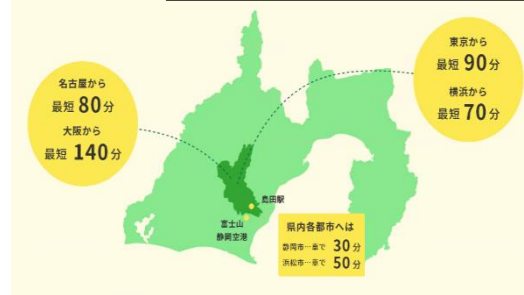 名古屋から
最短 80分
大阪から
最短 140分
東京から
最短 90分
横浜から
最短 70分
島田駅
富士山
静岡空港
県内各都市へは
静岡市…車で 30分
浜松市…車で 50分